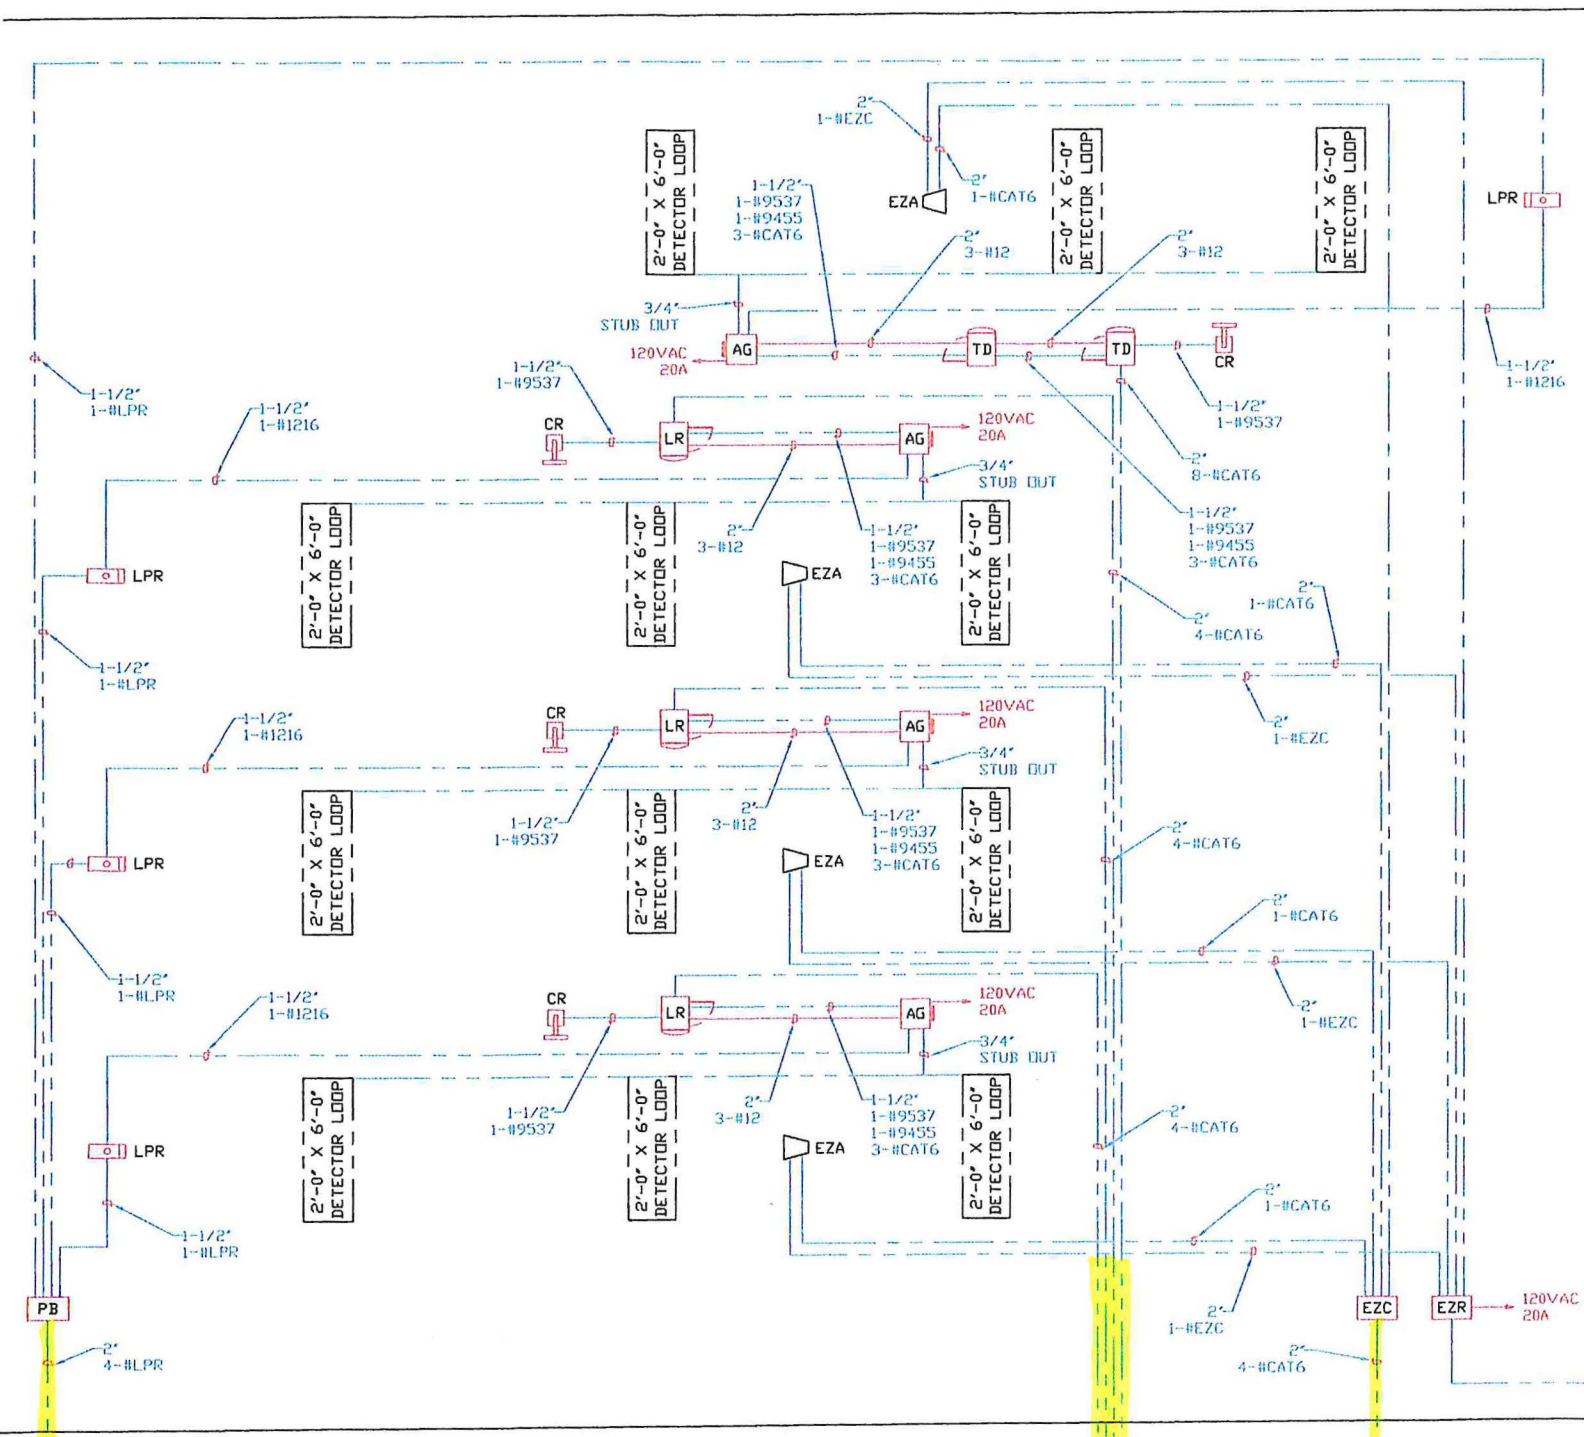 2"
1-#EZC
2'-0" X 6'-0"
DETECTOR LOOP
2'-0" X 6'-0"
DETECTOR LOOP
2'-0" X 6'-0"
DETECTOR LOOP
1-1/2"
1-#9537
1-#9455
3-#CAT6
EZA
2"
1-#CAT6
LPR
2"
3-#12
2"
3-#12
3/4"
STUB OUT
120VAC
20A
AG
TD
TD
CR
1-1/2"
1-#9537
1-1/2"
1-#1216
1-1/2"
1-#LPR
1-1/2"
1-#1216
1-1/2"
1-#9537
CR
LR
AG
120VAC
20A
2"
8-#CAT6
3/4"
STUB OUT
2'-0" X 6'-0"
DETECTOR LOOP
2'-0" X 6'-0"
DETECTOR LOOP
2'-0" X 6'-0"
DETECTOR LOOP
2"
3-#12
1-1/2"
1-#9537
1-#9455
3-#CAT6
1-1/2"
1-#9537
1-#9455
3-#CAT6
LPR
EZA
2"
1-#CAT6
2"
4-#CAT6
1-1/2"
1-#LPR
1-1/2"
1-#1216
CR
LR
AG
120VAC
20A
2"
1-#EZC
3/4"
STUB OUT
2'-0" X 6'-0"
DETECTOR LOOP
2'-0" X 6'-0"
DETECTOR LOOP
2'-0" X 6'-0"
DETECTOR LOOP
1-1/2"
1-#9537
2"
3-#12
1-1/2"
1-#9537
1-#9455
3-#CAT6
2"
4-#CAT6
LPR
EZA
2"
1-#CAT6
1-1/2"
1-#LPR
1-1/2"
1-#1216
CR
LR
AG
120VAC
20A
2"
1-#EZC
3/4"
STUB OUT
2'-0" X 6'-0"
DETECTOR LOOP
2'-0" X 6'-0"
DETECTOR LOOP
2'-0" X 6'-0"
DETECTOR LOOP
1-1/2"
1-#9537
2"
3-#12
1-1/2"
1-#9537
1-#9455
3-#CAT6
2"
4-#CAT6
LPR
EZA
2"
1-#CAT6
1-1/2"
1-#LPR
PB
EZC
EZR
120VAC
20A
2"
1-#EZC
2"
4-#LPR
2"
4-#CAT6